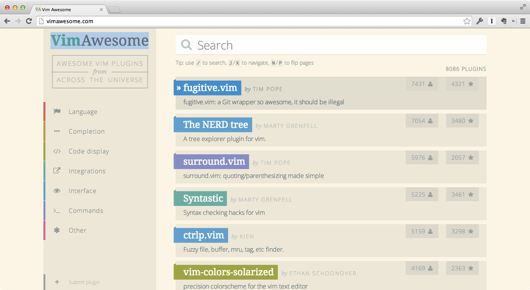 Vim Awesome
vimawesome.com
VimAwesome
AWESOME VIM PLUGINS
from
ACROSS THE UNIVERSE
Language
Completion
Code display
Integrations
Interface
Commands
Other
Submit plugin
Search
Tip: use / to search, J/K to navigate, N/P to flip pages
8086 PLUGINS
» fugitive.vim by TIM POPE 7431 4331
fugitive.vim: a Git wrapper so awesome, it should be illegal
The NERD tree by MARTY GRENFELL 7054 3480
A tree explorer plugin for vim.
surround.vim by TIM POPE 5976 2057
surround.vim: quoting/parenthesizing made simple
Syntastic by MARTY GRENFELL 5225 3461
Syntax checking hacks for vim
ctrlp.vim by KIEN 5159 3298
Fuzzy file, buffer, mru, tag, etc finder.
vim-colors-solarized by ETHAN SCHOONOVER 4169 2363
precision colorscheme for the vim text editor